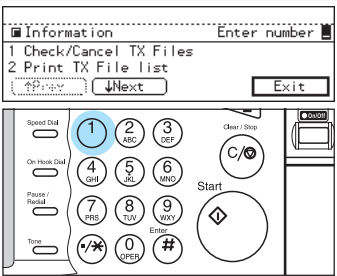 Information Enter number
1 Check/Cancel TX Files
2 Print TX File list
↑Prev ↓Next Exit
Speed Dial
1
2 ABC
3 DEF
Clear / Stop
C/
On/Off
On Hook Dial
4 GHI
5 JKL
6 MNO
Start
Pause / Redial
7 PRS
8 TUV
9 WXY
Tone
•/*
0 OPER
Enter
#